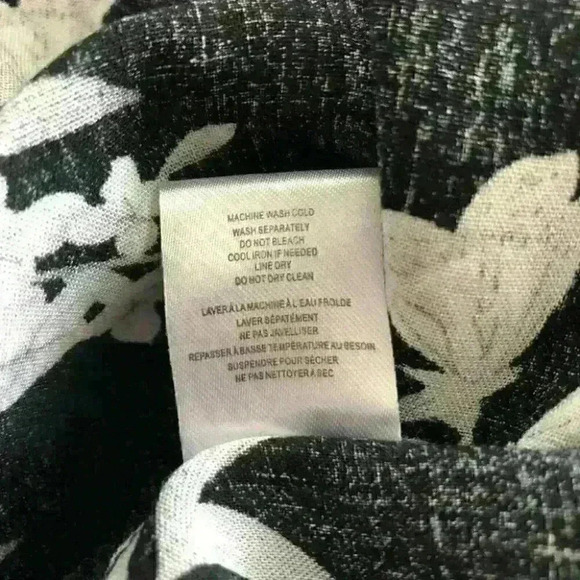 MACHINE WASH COLD
WASH SEPARATELY
DO NOT BLEACH
COOL IRON IF NEEDED
LINE DRY
DO NOT DRY CLEAN
LAVER À LA MACHINE À L'EAU FROIDE
LAVER SÉPATÉMENT
NE PAS JAVELLISER
REPASSER À BASSE TEMPÉRATURE AU BESOIN
SUSPENDRE POUR SÉCHER
NE PAS NETTOYER À SEC